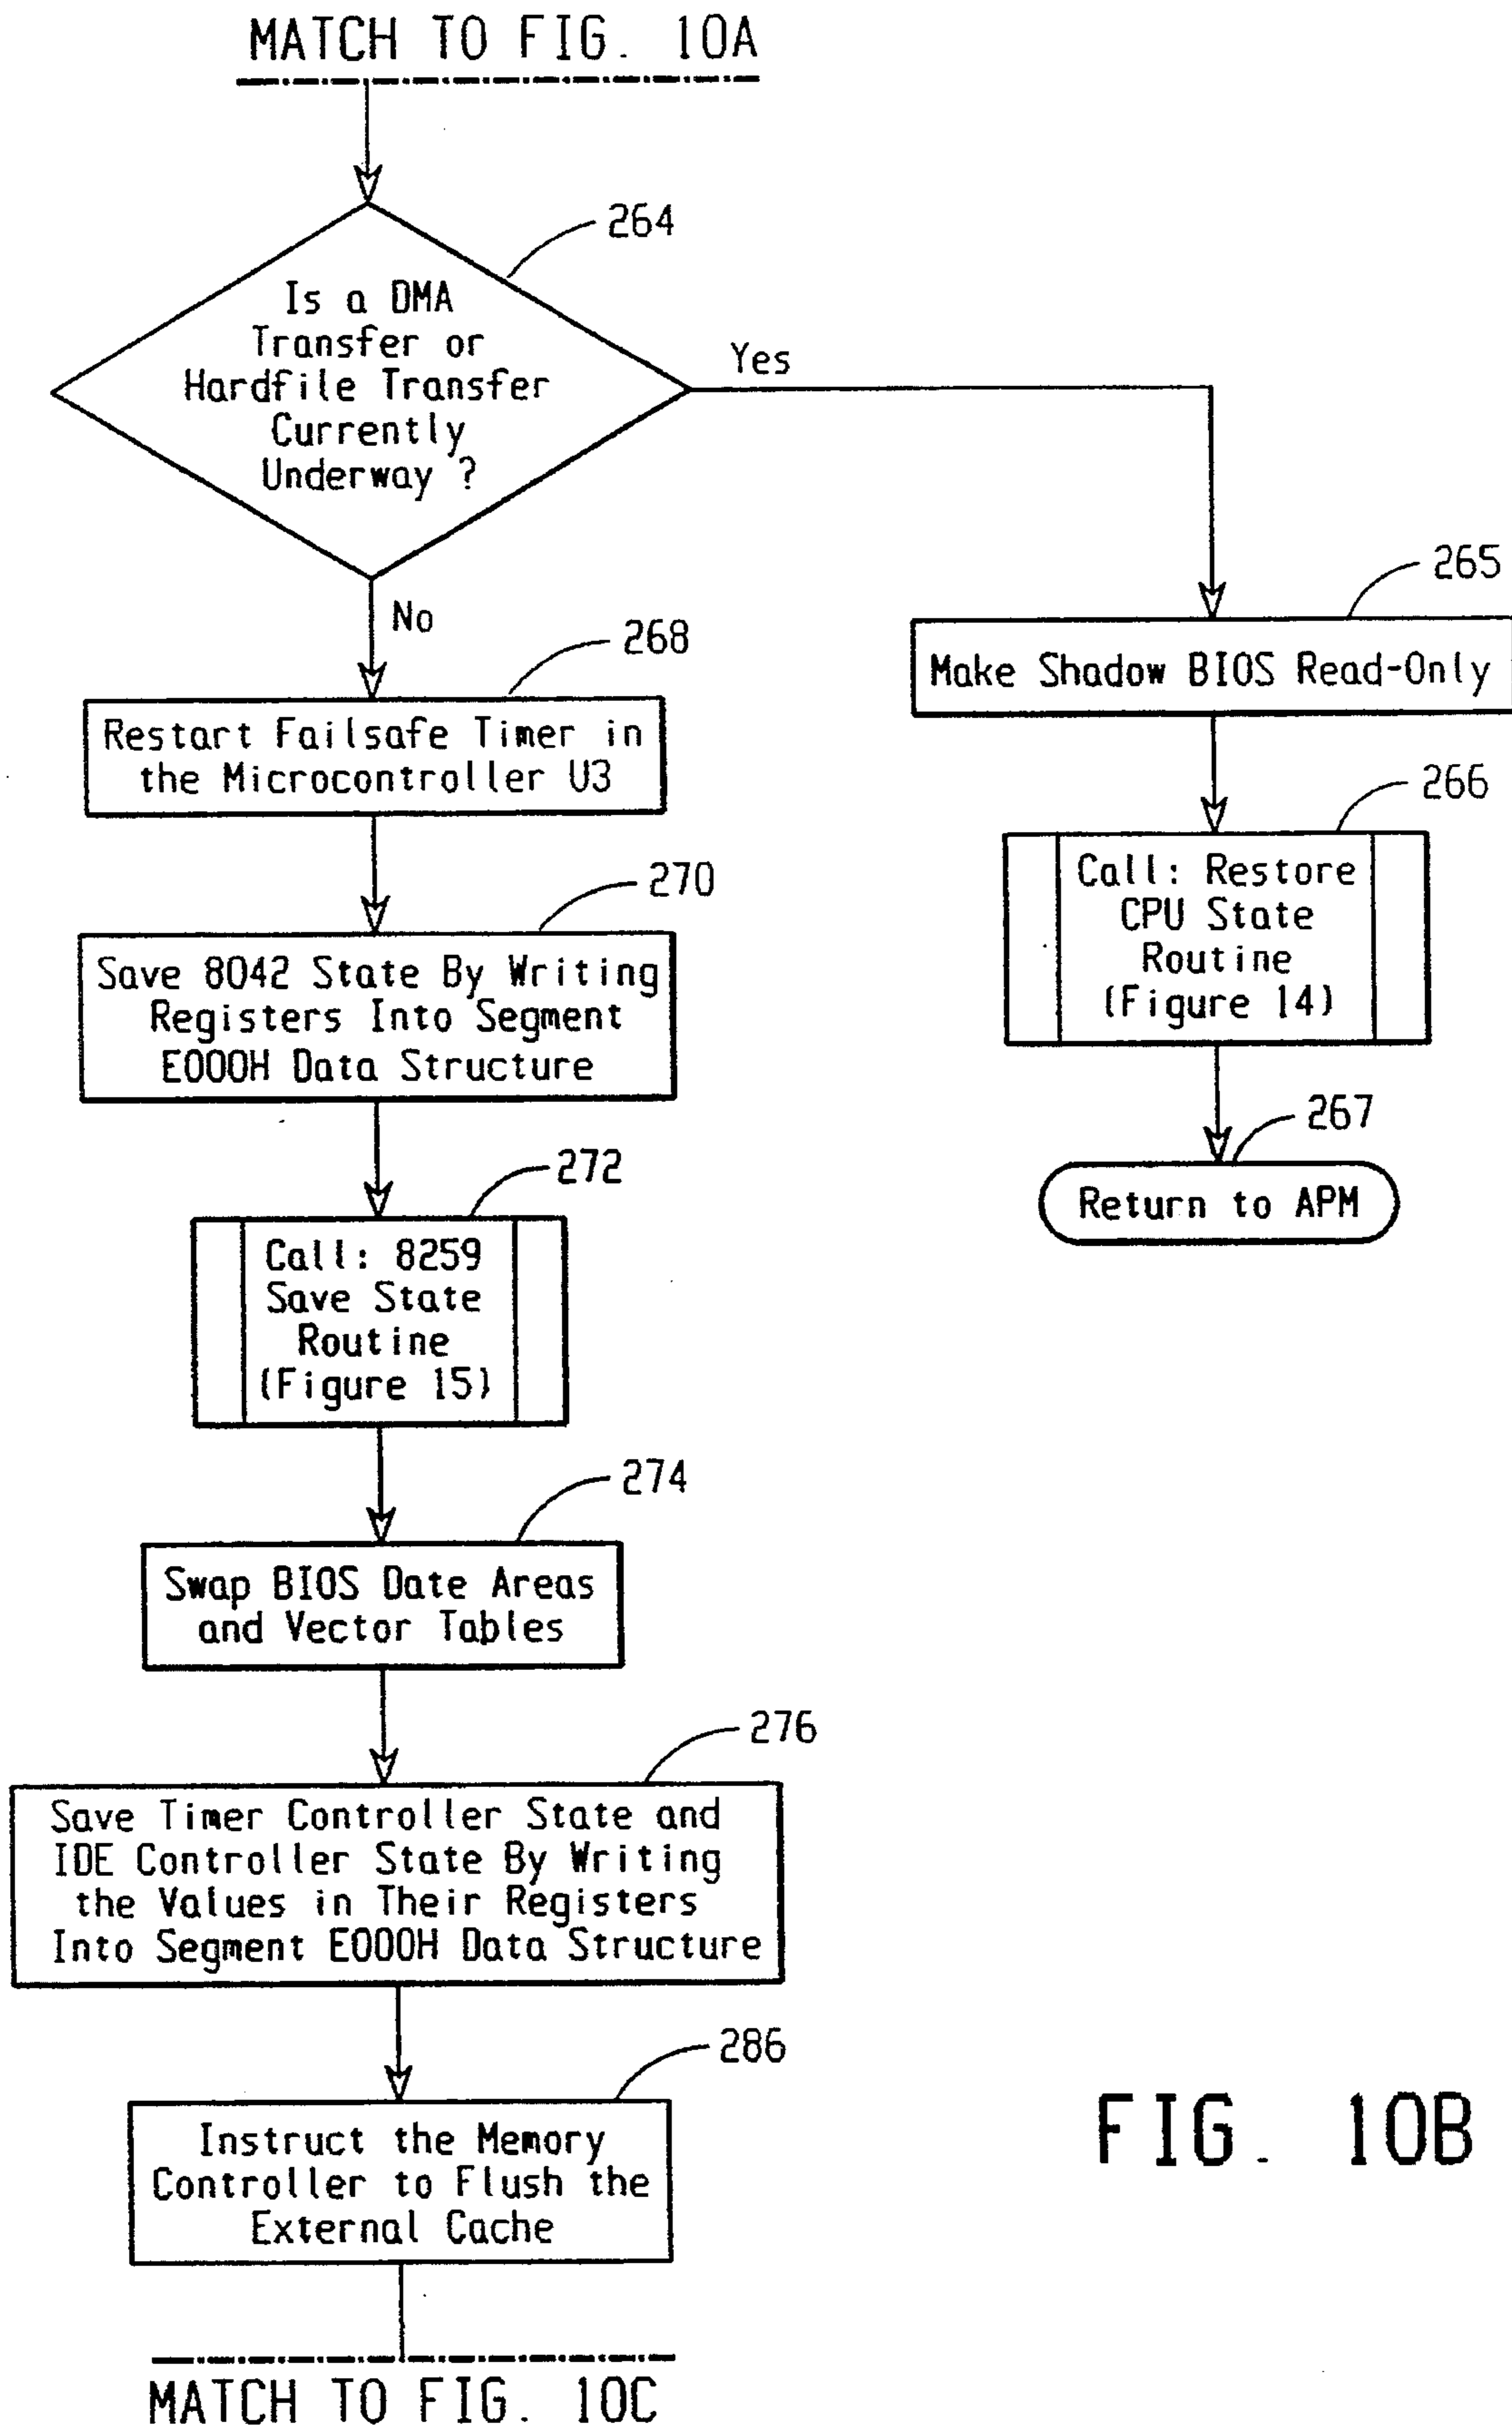 MATCH TO FIG. 10A
264
Is a DMA
Transfer or
Hardfile Transfer
Currently
Underway ?
Yes
No
265
Make Shadow BIOS Read-Only
266
Call: Restore
CPU State
Routine
(Figure 14)
267
Return to APM
268
Restart Failsafe Timer in
the Microcontroller U3
270
Save 8042 State By Writing
Registers Into Segment
E000H Data Structure
272
Call: 8259
Save State
Routine
(Figure 15)
274
Swap BIOS Date Areas
and Vector Tables
276
Save Timer Controller State and
IDE Controller State By Writing
the Values in Their Registers
Into Segment E000H Data Structure
286
Instruct the Memory
Controller to Flush the
External Cache
MATCH TO FIG. 10C
FIG. 10B